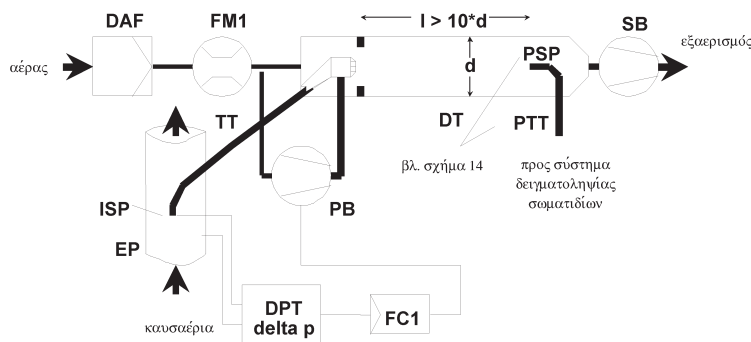 DAF
FM1
l > 10*d
SB
εξαερισμός
αέρας
d
PSP
TT
DT
PTT
βλ. σχήμα 14
προς σύστημα
δειγματοληψίας
σωματιδίων
ISP
PB
EP
καυσαέρια
DPT
delta p
FC1